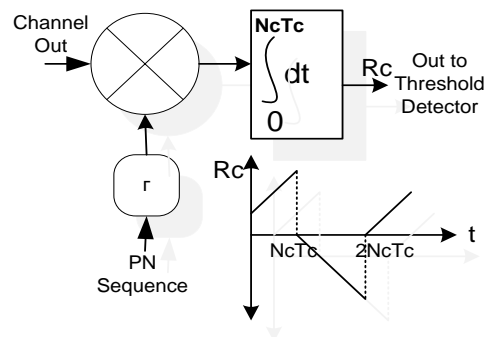 Channel
Out
NcTc
∫dt
0
Rc
Out to
Threshold
Detector
г
PN
Sequence
Rc
NcTc
2NcTc
t